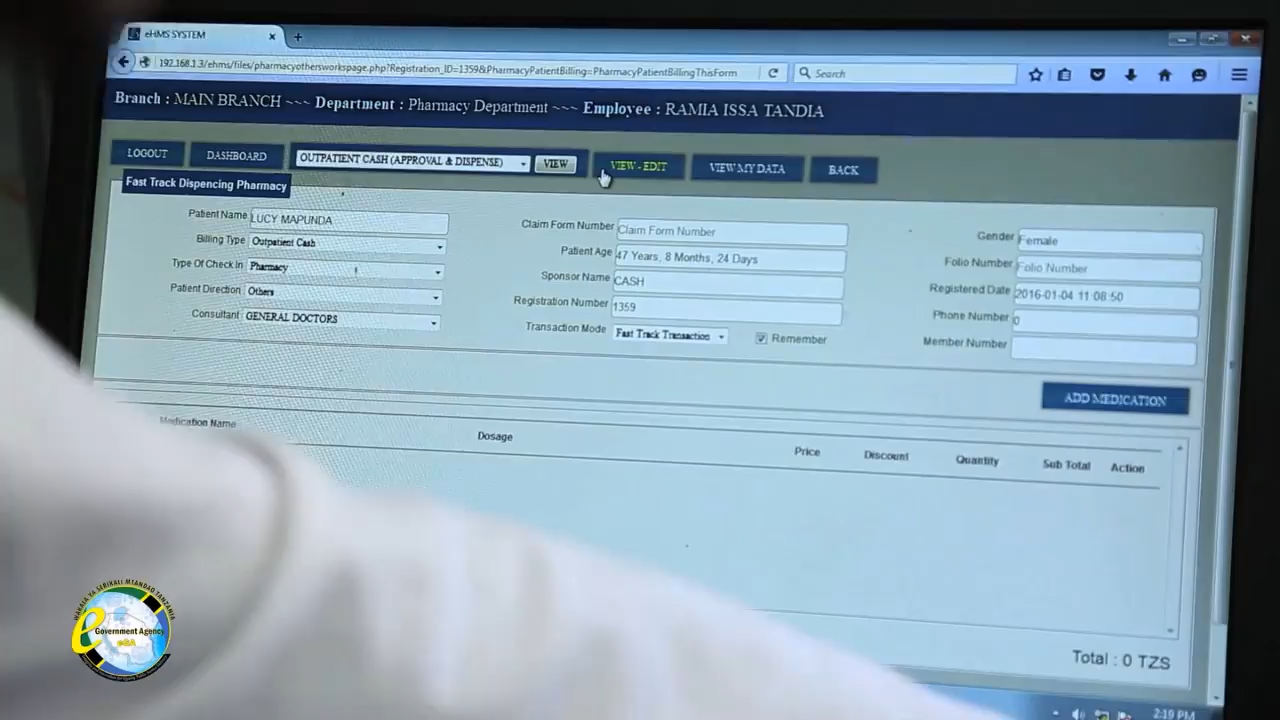 eHMS SYSTEM
192.168.1.3/ehms/files/pharmacyothersworkspage.php?Registration_ID=1359&PharmacyPatientBilling=PharmacyPatientBillingThisForm
Search
Branch : MAIN BRANCH ~~~ Department : Pharmacy Department ~~~ Employee : RAMIA ISSA TANDIA
LOGOUT DASHBOARD OUTPATIENT CASH (APPROVAL & DISPENSE) VIEW VIEW - EDIT VIEW MY DATA BACK
Fast Track Dispencing Pharmacy
Patient Name LUCY MAPUNDA Claim Form Number Claim Form Number Gender Female
Billing Type Outpatient Cash Patient Age 47 Years, 8 Months, 24 Days Folio Number Folio Number
Type Of Check In Pharmacy Sponsor Name CASH Registered Date 2016-01-04 11:08:50
Patient Direction Others Registration Number 1359 Phone Number 0
Consultant GENERAL DOCTORS Transaction Mode Fast Track Transaction Remember Member Number
ADD MEDICATION
Medication Name Dosage Price Discount Quantity Sub Total Action
Total : 0 TZS
2:19 PM
WAKALA YA SERIKALI MTANDAO TANZANIA
e Government Agency
eGA